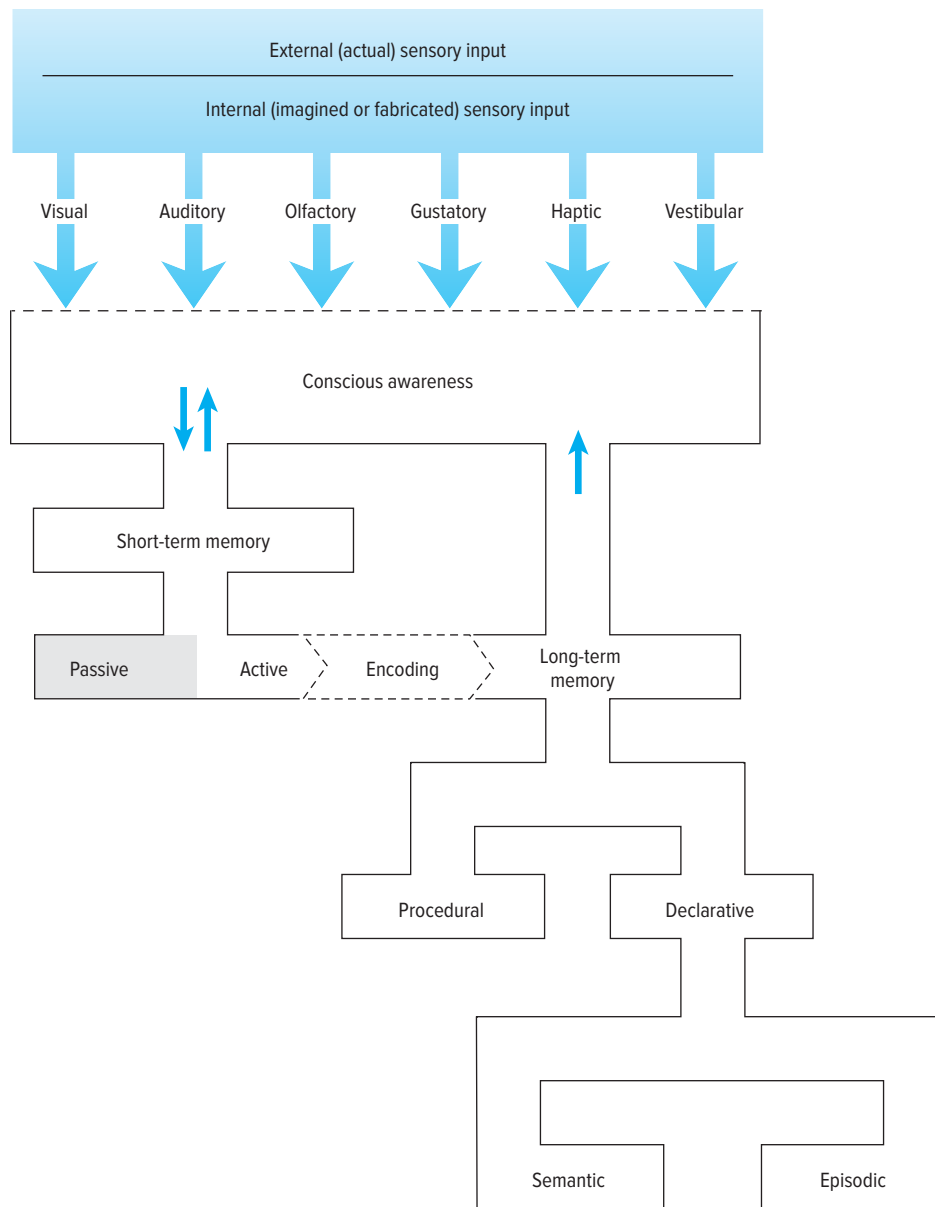 External (actual) sensory input
Internal (imagined or fabricated) sensory input
Visual
Auditory
Olfactory
Gustatory
Haptic
Vestibular
Conscious awareness
Short-term memory
Passive
Active
Encoding
Long-term
memory
Procedural
Declarative
Semantic
Episodic